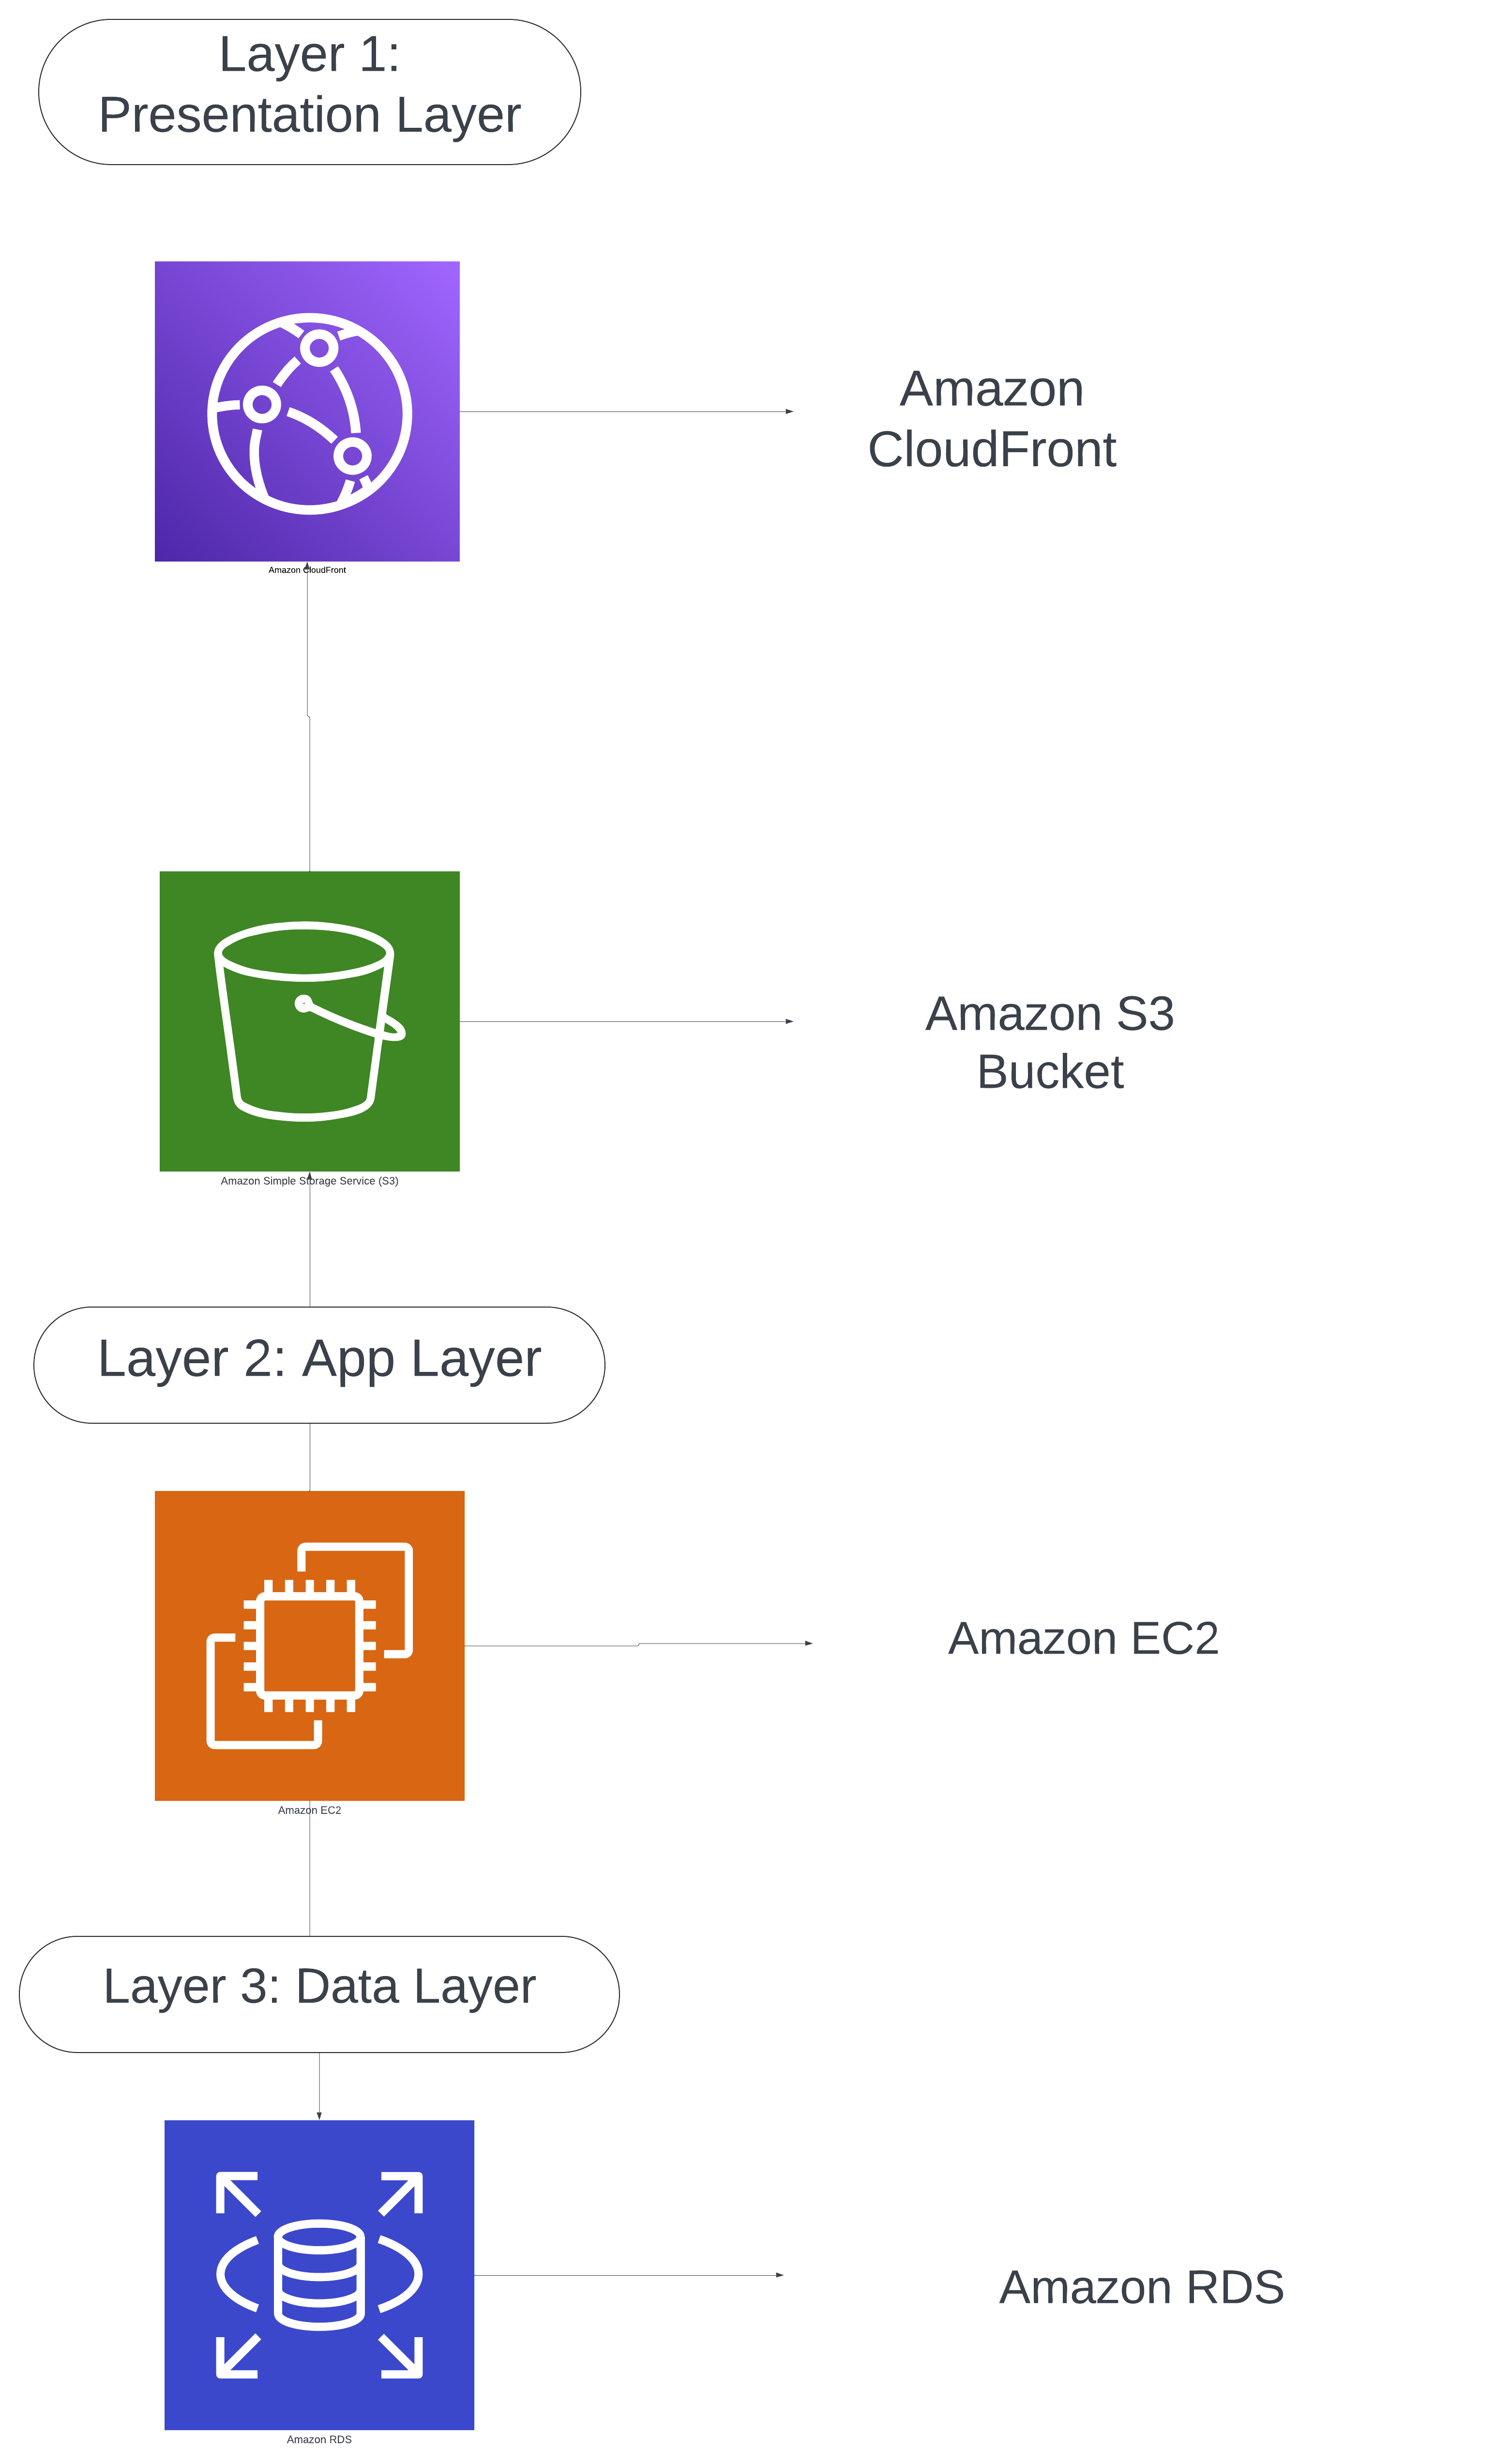 Layer 1:
Presentation Layer
Amazon
CloudFront
Amazon CloudFront
Amazon S3
Bucket
Amazon Simple Storage Service (S3)
Layer 2: App Layer
Amazon EC2
Amazon EC2
Layer 3: Data Layer
Amazon RDS
Amazon RDS